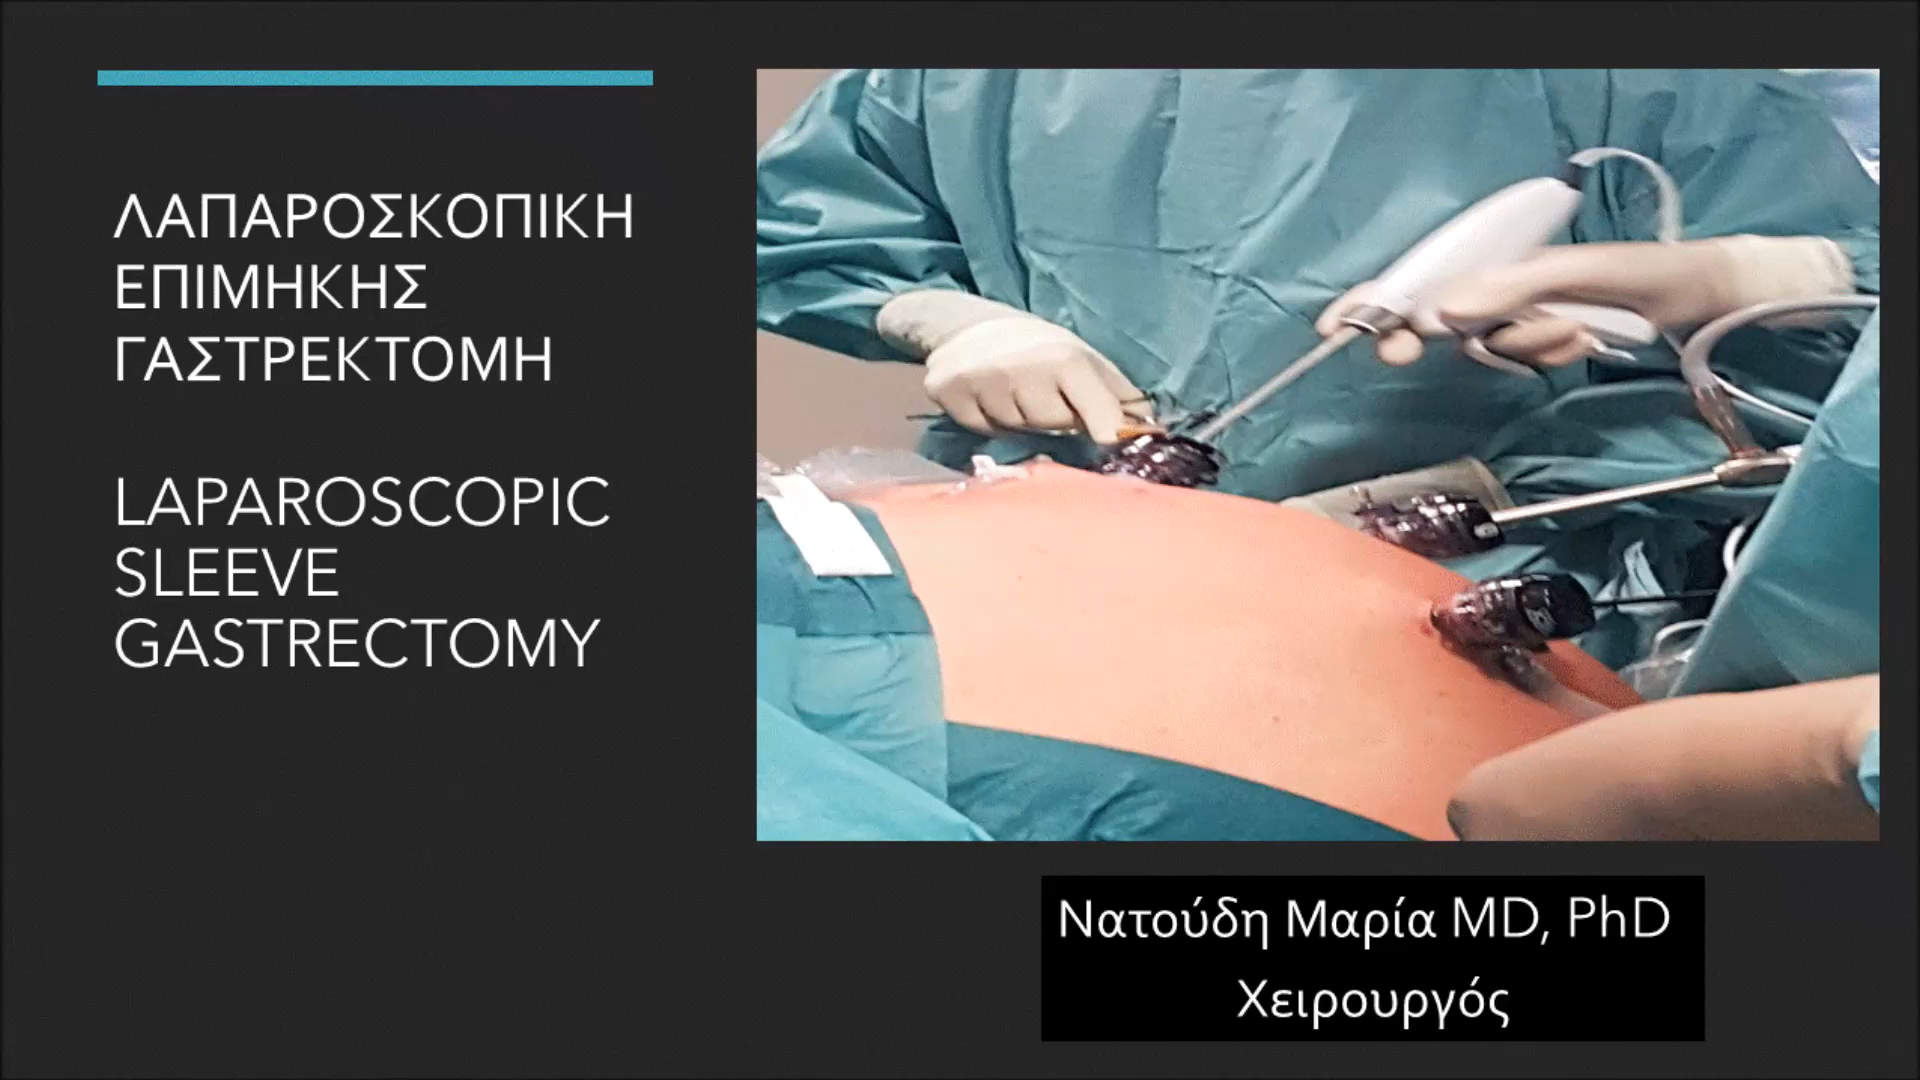 ΛΑΠΑΡΟΣΚΟΠΙΚΗ
ΕΠΙΜΗΚΗΣ
ΓΑΣΤΡΕΚΤΟΜΗ
LAPAROSCOPIC
SLEEVE
GASTRECTOMY
Νατούδη Μαρία MD, PhD
Χειρουργός